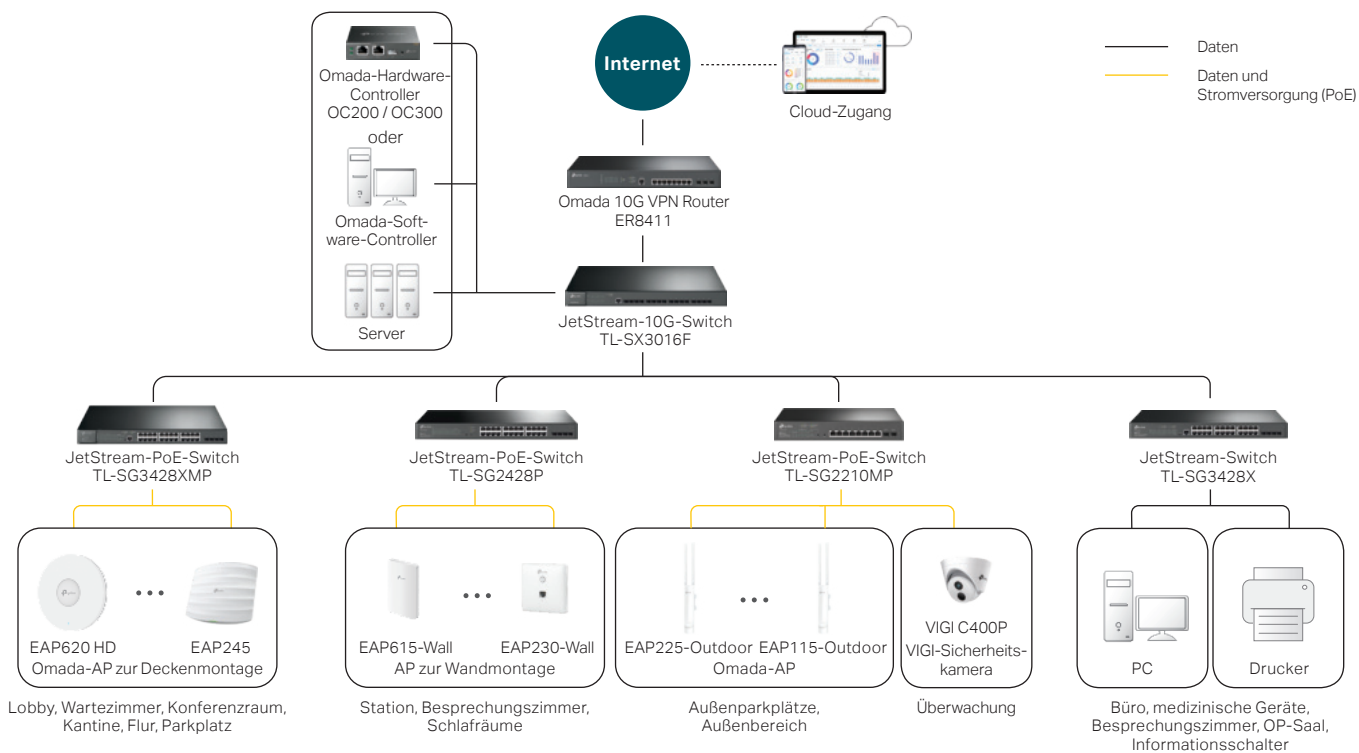 Internet
Daten
Daten und
Stromversorgung (PoE)
Cloud-Zugang
Omada-Hardware-
Controller
OC200 / OC300
oder
Omada-Soft-
ware-Controller
Server
Omada 10G VPN Router
ER8411
JetStream-10G-Switch
TL-SX3016F
JetStream-PoE-Switch
TL-SG3428XMP
JetStream-PoE-Switch
TL-SG2428P
JetStream-PoE-Switch
TL-SG2210MP
JetStream-Switch
TL-SG3428X
EAP620 HD
EAP245
Omada-AP zur Deckenmontage
EAP615-Wall
EAP230-Wall
AP zur Wandmontage
EAP225-Outdoor
EAP115-Outdoor
Omada-AP
VIGI C400P
VIGI-Sicherheits-
kamera
PC
Drucker
Lobby, Wartezimmer, Konferenzraum,
Kantine, Flur, Parkplatz
Station, Besprechungszimmer,
Schlafräume
Außenparkplätze,
Außenbereich
Überwachung
Büro, medizinische Geräte,
Besprechungszimmer, OP-Saal,
Informationsschalter